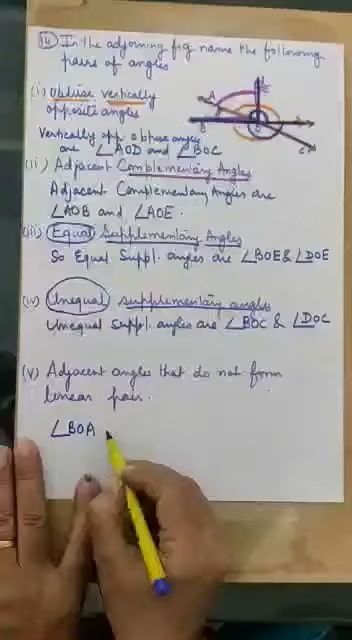 14. In the adjoining fig name the following
pairs of angles
(i) obtuse vertically
opposite angles
Vertically opp. obtuse angles
are ∠AOD and ∠BOC
(ii) Adjacent Complementary Angles
Adjacent Complementary Angles are
∠AOB and ∠AOE.
(iii) Equal Supplementary Angles
So Equal Suppl. angles are ∠BOE & ∠DOE
(iv) Unequal supplementary angles
Unequal suppl. angles are ∠BOC & ∠DOC
(v) Adjacent angles that do not form
linear pair.
∠BOA
E
A
B
O
C